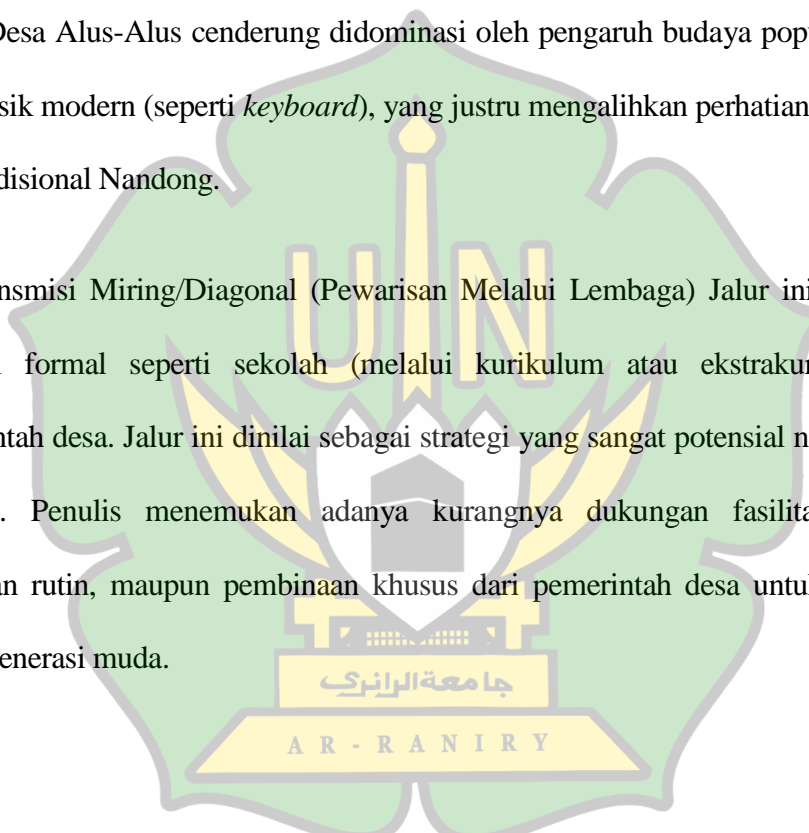 Desa Alus-Alus cenderung didominasi oleh pengaruh budaya pop
sik modern (seperti keyboard), yang justru mengalihkan perhatian
disional Nandong.
nsmisi Miring/Diagonal (Pewarisan Melalui Lembaga) Jalur ini
formal seperti sekolah (melalui kurikulum atau ekstrakur
ntah desa. Jalur ini dinilai sebagai strategi yang sangat potensial n
. Penulis menemukan adanya kurangnya dukungan fasilita
an rutin, maupun pembinaan khusus dari pemerintah desa untu
enerasi muda.
UIN
جامعة الرانري
AR-RANIRY